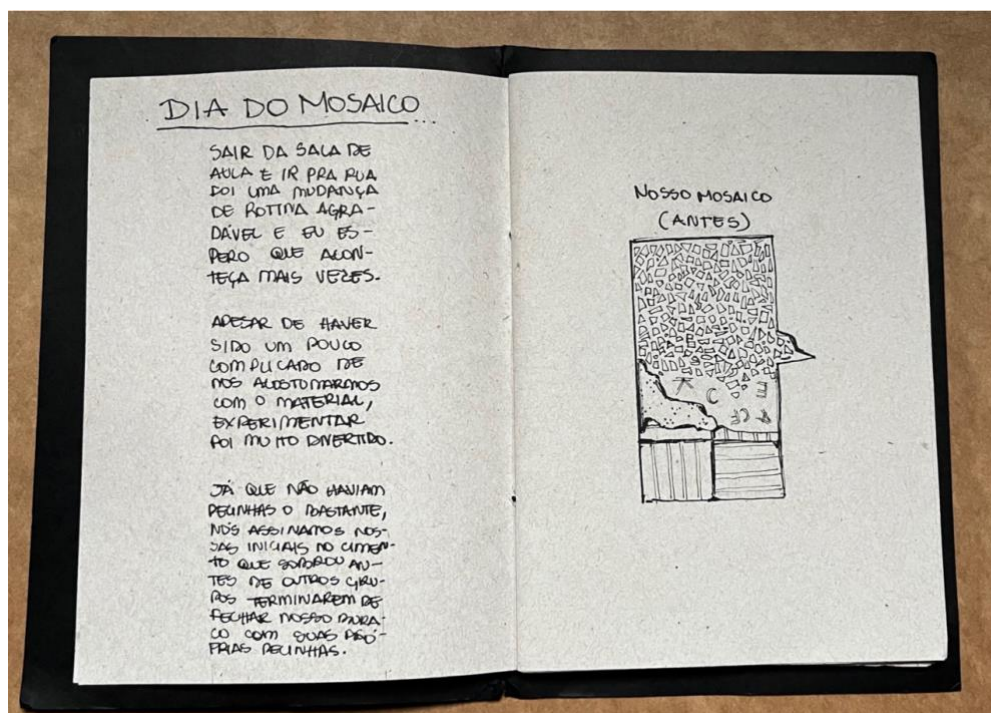 DIA DO MOSAICO...
SAIR DA SALA DE
AULA E IR PRA RUA
FOI UMA MUDANÇA
DE ROTINA AGRA-
DÁVEL E EU ES-
PERO QUE ACON-
TEÇA MAIS VEZES.
APESAR DE HAVER
SIDO UM POUCO
COMPLICADO DE
NOS ACOSTUMARMOS
COM O MATERIAL,
EXPERIMENTAR
FOI MUITO DIVERTIDO.
JÁ QUE NÃO HAVIAM
PECINHAS O BASTANTE,
NÓS ASSINAMOS NOS-
SAS INICIAIS NO CIMEN-
TO QUE SOBROU AN-
TES DE OUTROS GRU-
POS TERMINAREM DE
FECHAR NOSSO BURA-
CO COM SUAS PRÓ-
PRIAS PECINHAS.
NOSSO MOSAICO
(ANTES)
K C E